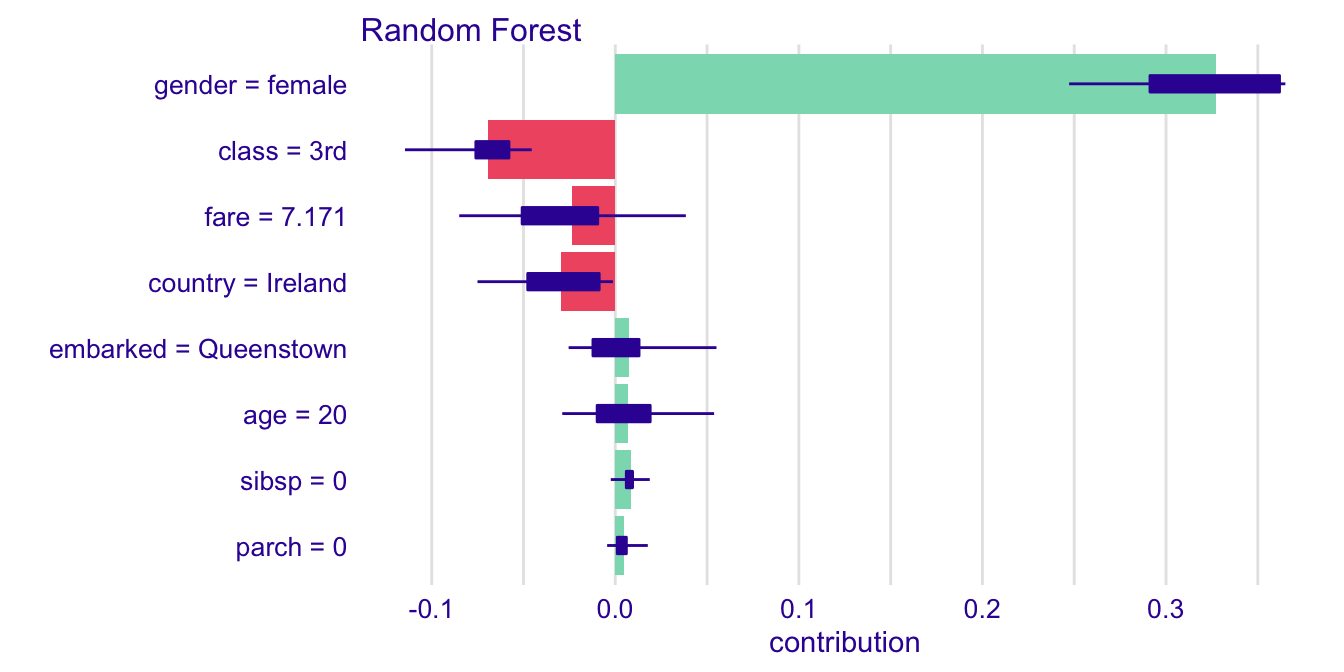 Random Forest
gender = female
class = 3rd
fare = 7.171
country = Ireland
embarked = Queenstown
age = 20
sibsp = 0
parch = 0
-0.1 0.0 0.1 0.2 0.3
contribution